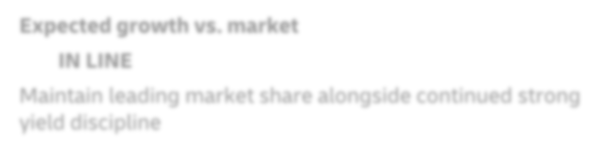 Expected growth vs. market
IN LINE
Maintain leading market share alongside continued strong
yield discipline